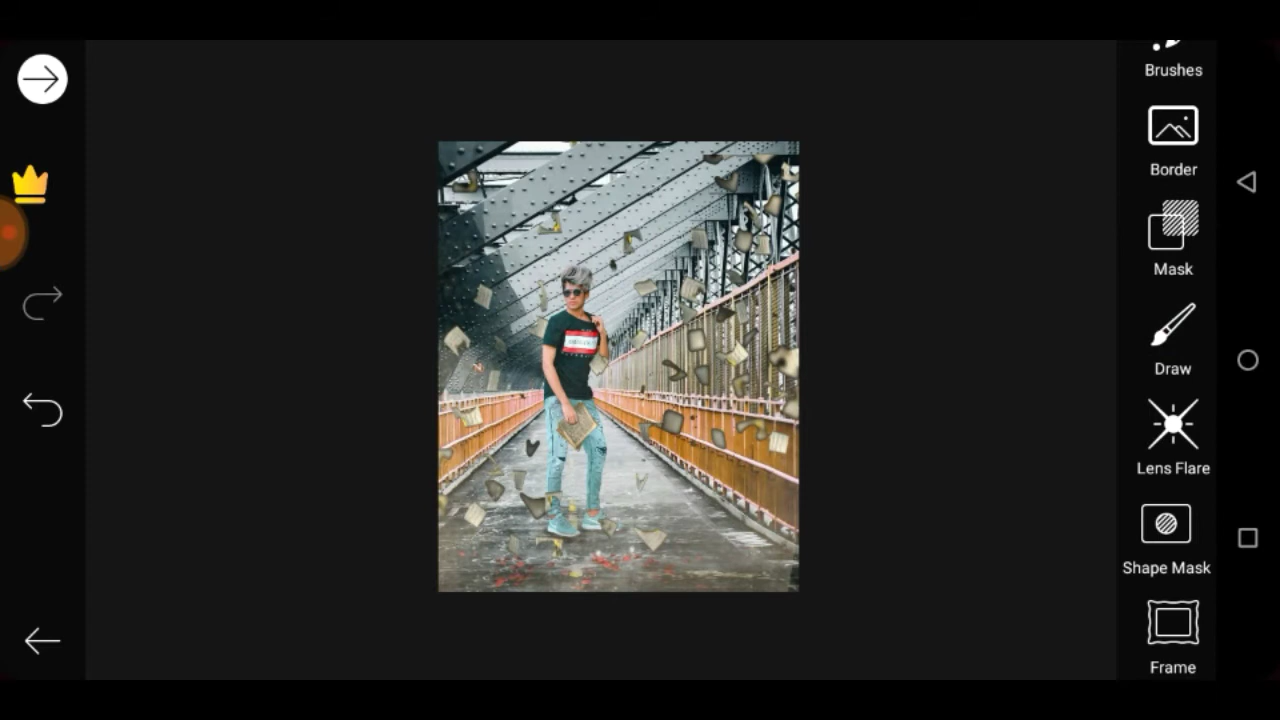 Brushes
Border
Mask
Draw
Lens Flare
Shape Mask
Frame